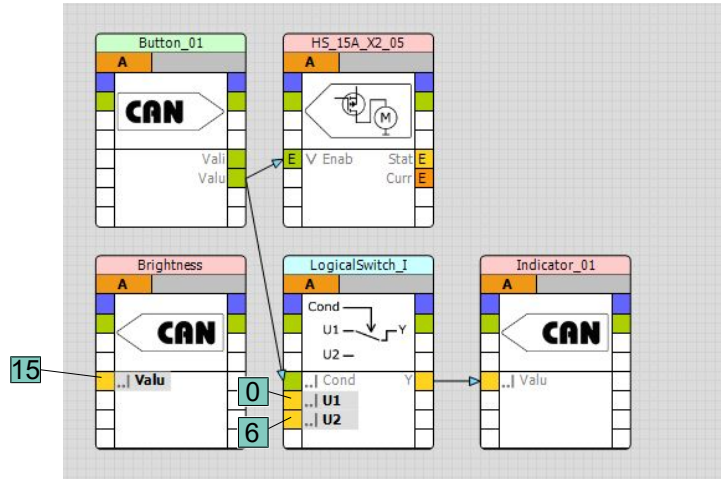 Button_01
A
CAN
Vali
Valu
HS_15A_X2_05
A
M
E V Enab Stat E
Curr E
Brightness
A
CAN
15
..| Valu
LogicalSwitch_I
A
Cond
U1 Y
U2
..| Cond Y
0 ..| U1
6 ..| U2
Indicator_01
A
CAN
..| Valu